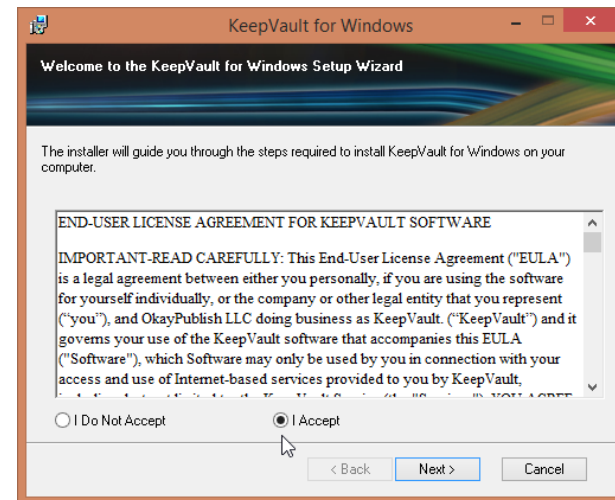 KeepVault for Windows
Welcome to the KeepVault for Windows Setup Wizard
The installer will guide you through the steps required to install KeepVault for Windows on your
computer.
END-USER LICENSE AGREEMENT FOR KEEPVAULT SOFTWARE
IMPORTANT-READ CAREFULLY: This End-User License Agreement ("EULA")
is a legal agreement between either you personally, if you are using the software
for yourself individually, or the company or other legal entity that you represent
(“you”), and OkayPublish LLC doing business as KeepVault. (“KeepVault”) and it
governs your use of the KeepVault software that accompanies this EULA
("Software"), which Software may only be used by you in connection with your
access and use of Internet-based services provided to you by KeepVault,
I Do Not Accept
I Accept
< Back
Next >
Cancel